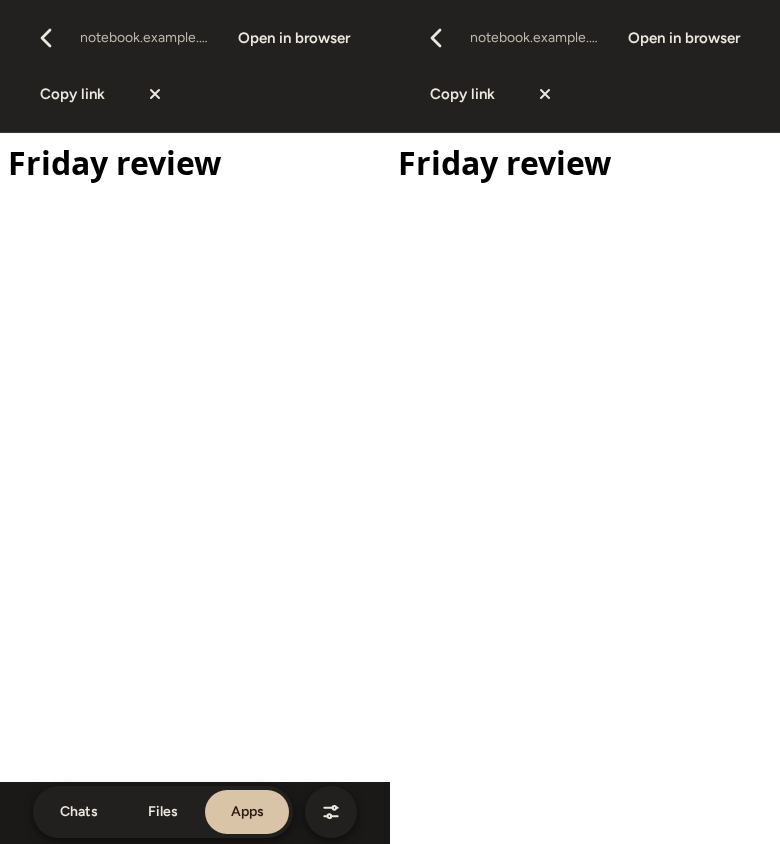 notebook.example.... Open in browser
Copy link
Friday review
Chats Files Apps
notebook.example.... Open in browser
Copy link
Friday review